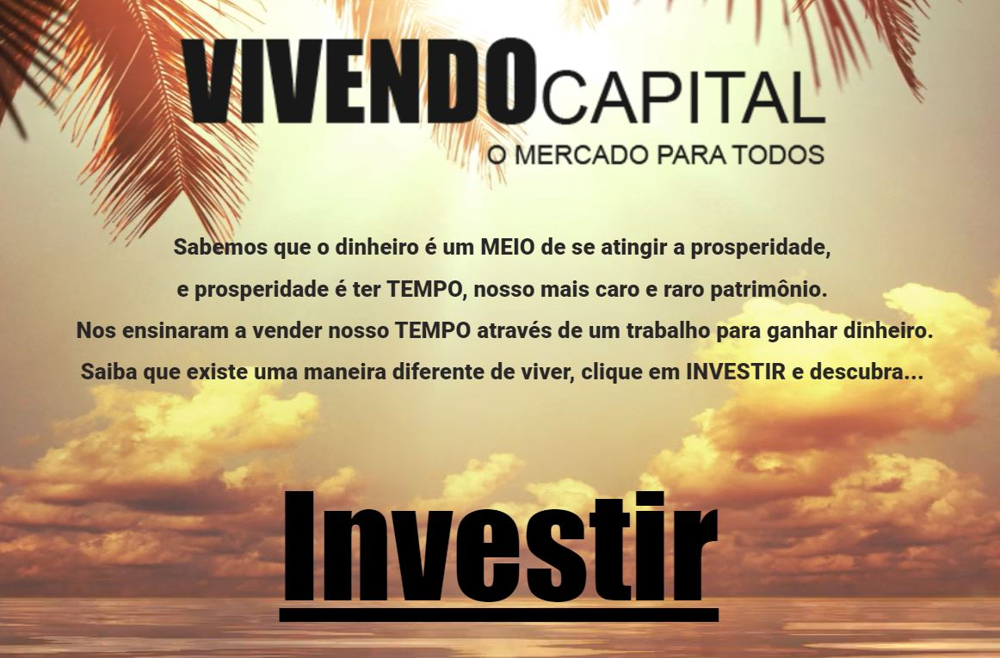 VIVENDOCAPITAL
O MERCADO PARA TODOS
Sabemos que o dinheiro é um MEIO de se atingir a prosperidade,
e prosperidade é ter TEMPO, nosso mais caro e raro patrimônio.
Nos ensinaram a vender nosso TEMPO através de um trabalho para ganhar dinheiro.
Saiba que existe uma maneira diferente de viver, clique em INVESTIR e descubra...
Investir